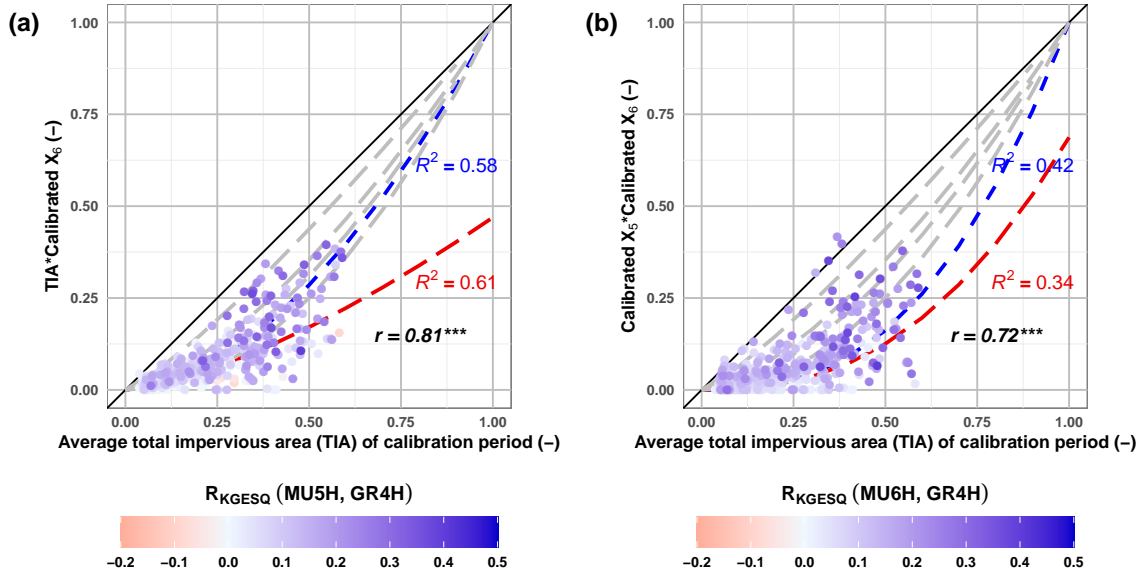 (a)
1.00
0.75
0.50
0.25
0.00
TIA*Calibrated X6 (−)
R2 = 0.58
R2 = 0.61
r = 0.81***
0.00 0.25 0.50 0.75 1.00
Average total impervious area (TIA) of calibration period (−)
RKGESQ (MU5H, GR4H)
−0.2 −0.1 0.0 0.1 0.2 0.3 0.4 0.5
(b)
1.00
0.75
0.50
0.25
0.00
Calibrated X5*Calibrated X6 (−)
R2 = 0.42
R2 = 0.34
r = 0.72***
0.00 0.25 0.50 0.75 1.00
Average total impervious area (TIA) of calibration period (−)
RKGESQ (MU6H, GR4H)
−0.2 −0.1 0.0 0.1 0.2 0.3 0.4 0.5